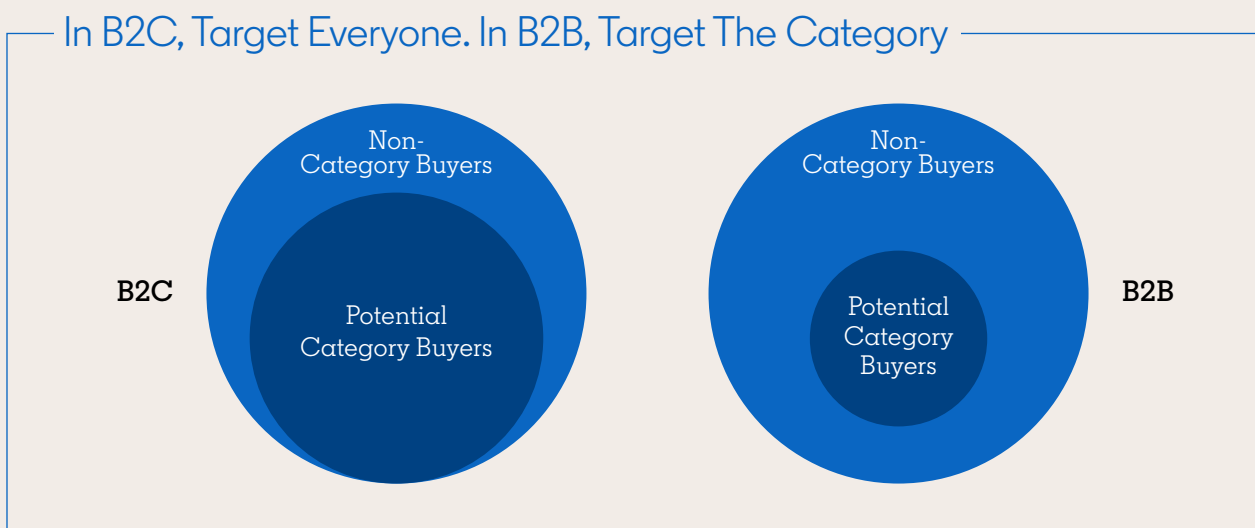 In B2C, Target Everyone. In B2B, Target The Category
Non-
Category Buyers
Potential
Category Buyers
B2C
Non-
Category Buyers
Potential
Category
Buyers
B2B